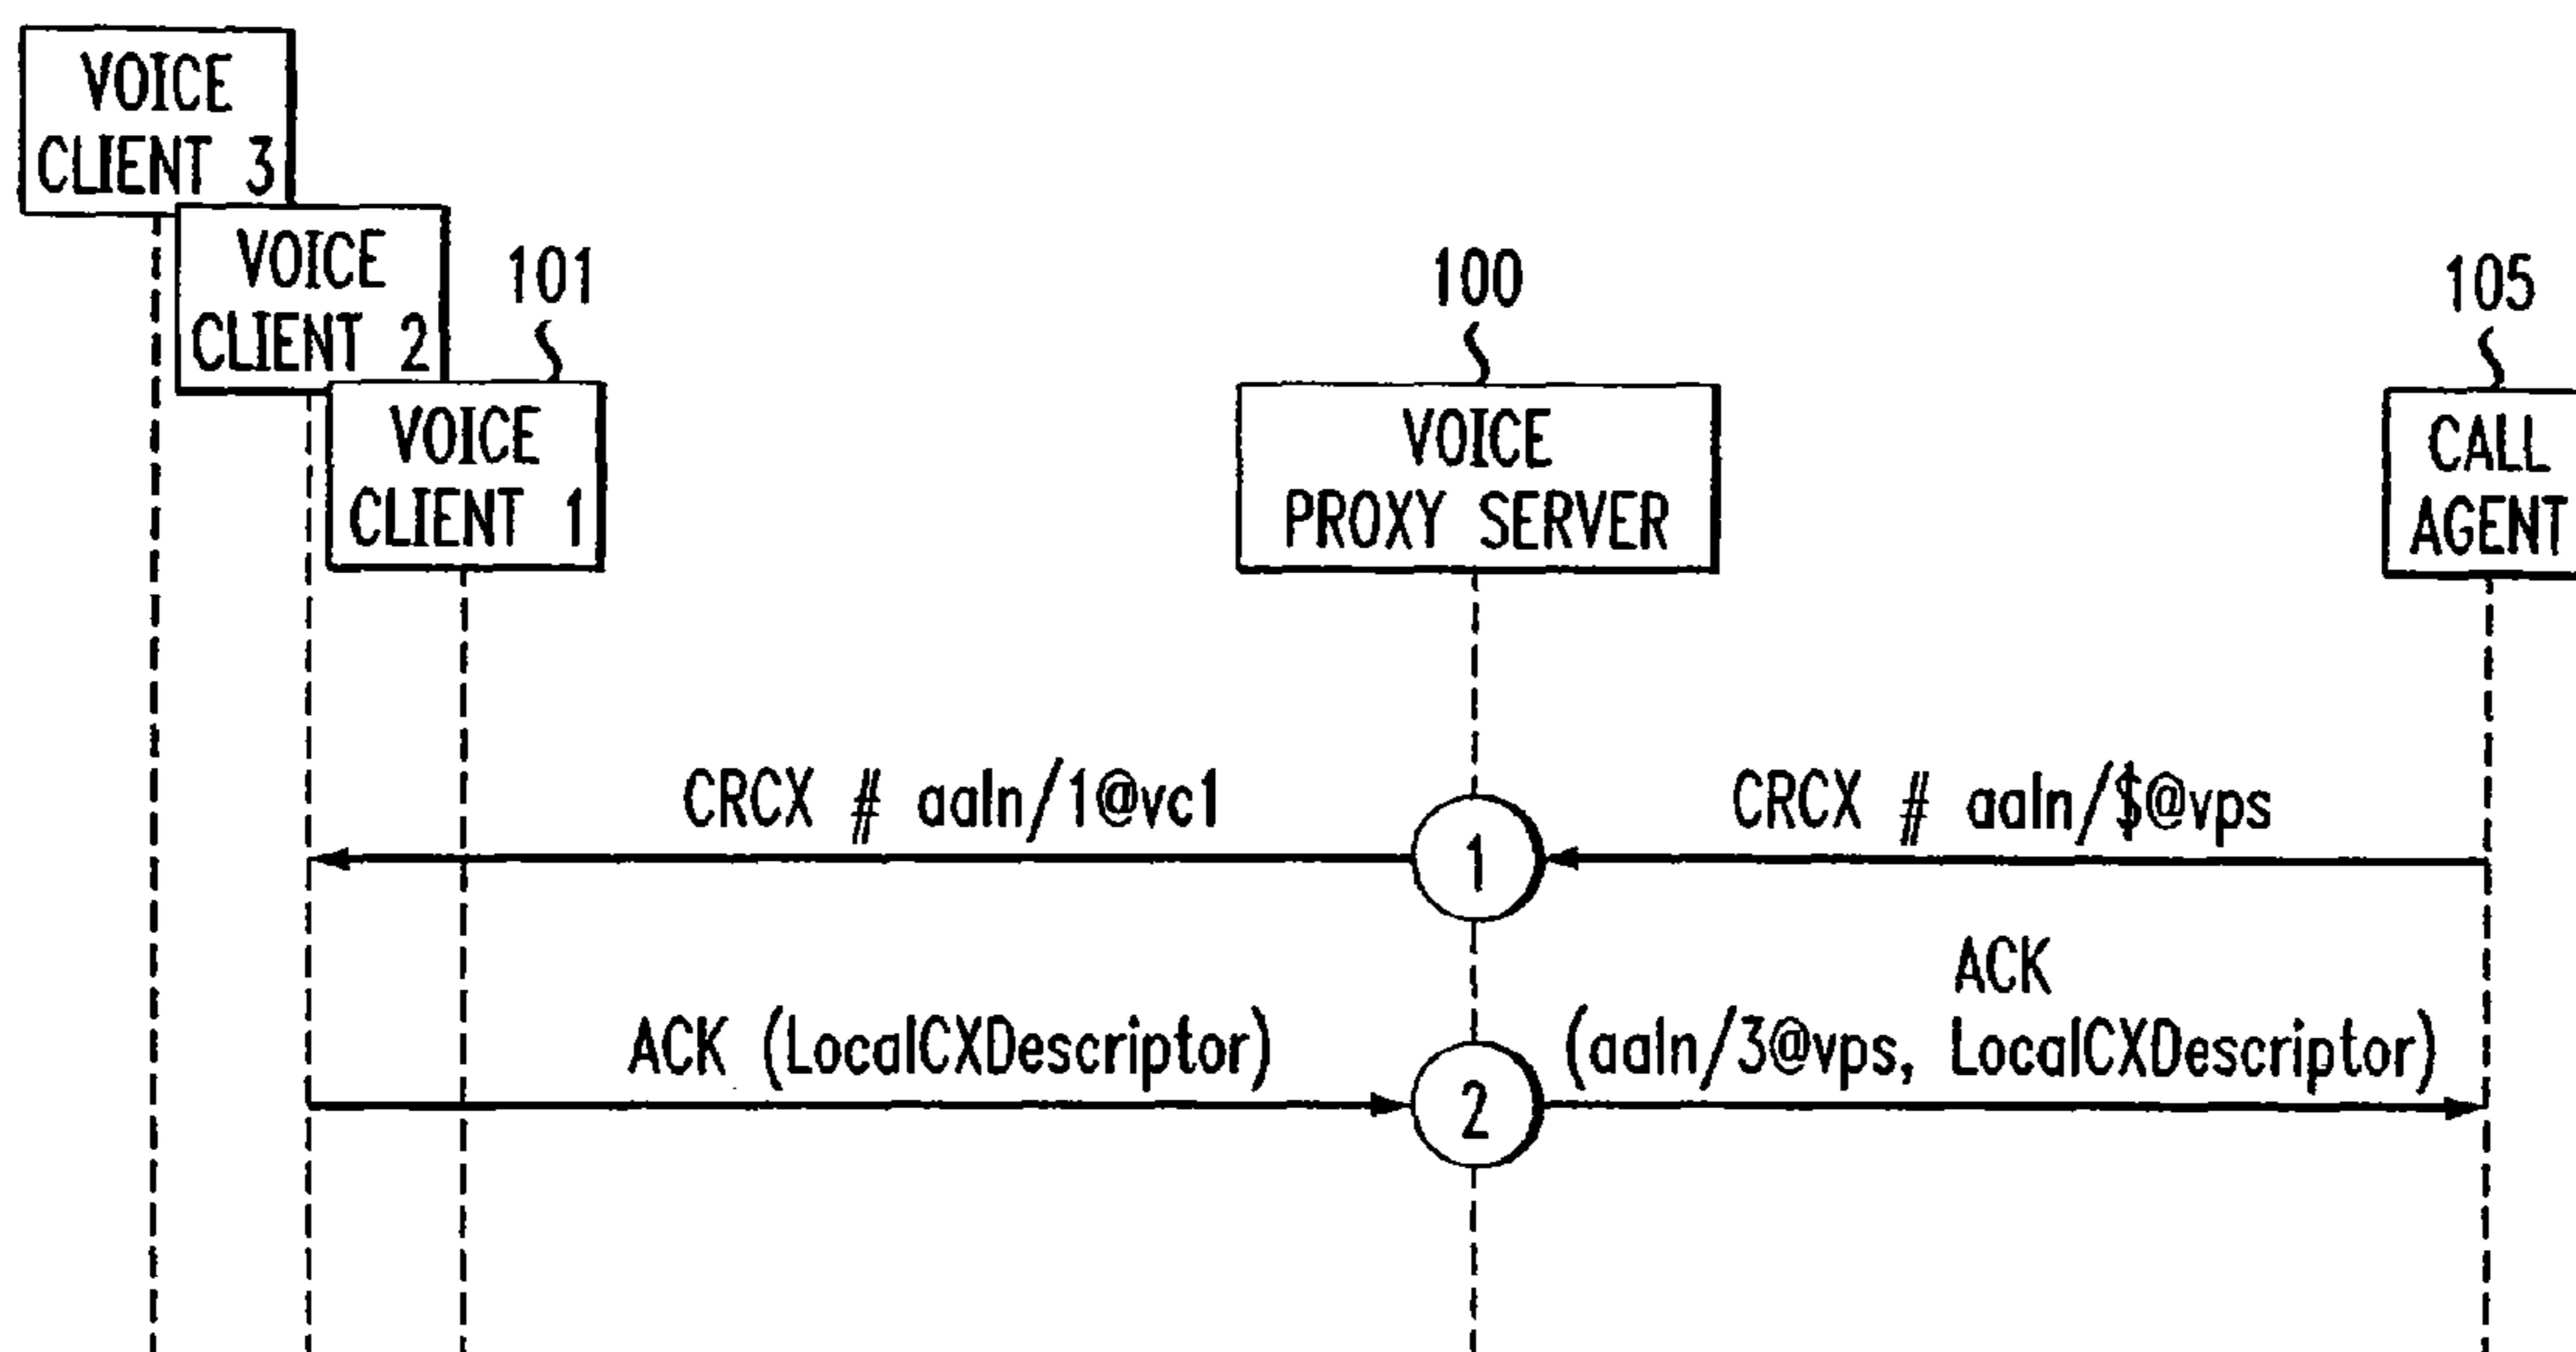 VOICE
CLIENT 3
VOICE
CLIENT 2
101
VOICE
CLIENT 1
100
VOICE
PROXY SERVER
105
CALL
AGENT
CRCX # aaln/1@vc1
CRCX # aaln/$@vps
1
ACK (LocalCXDescriptor)
ACK
(aaln/3@vps, LocalCXDescriptor)
2